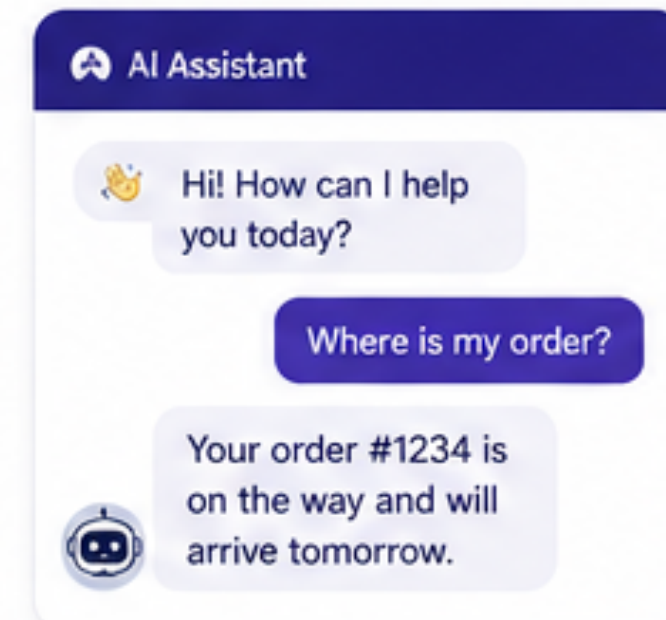 AI Assistant
Hi! How can I help
you today?
Where is my order?
Your order #1234 is
on the way and will
arrive tomorrow.